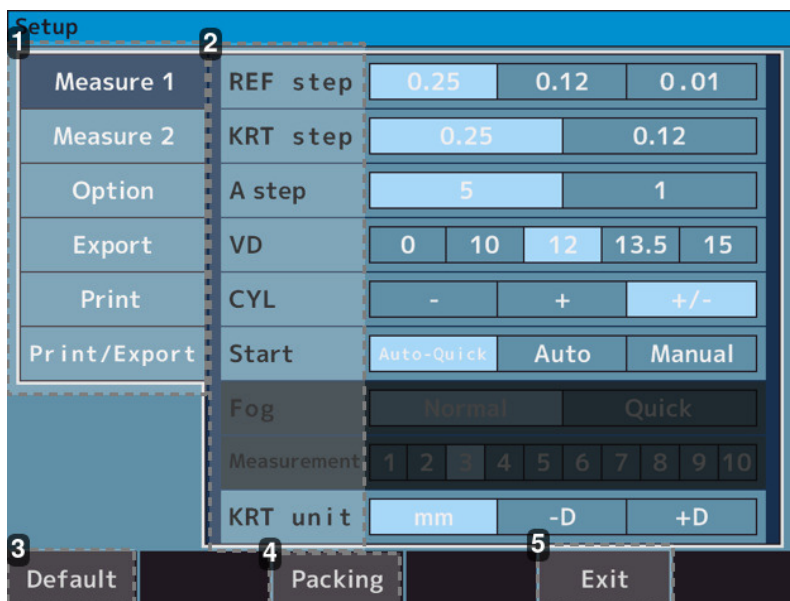 Setup
1
2
Measure 1
REF step 0.25 0.12 0.01
Measure 2
KRT step 0.25 0.12
Option
A step 5 1
Export
VD 0 10 12 13.5 15
Print
CYL - + +/-
Print/Export
Start Auto-Quick Auto Manual
Fog Normal Quick
Measurement 1 2 3 4 5 6 7 8 9 10
KRT unit mm -D +D
3
4
5
Default Packing Exit